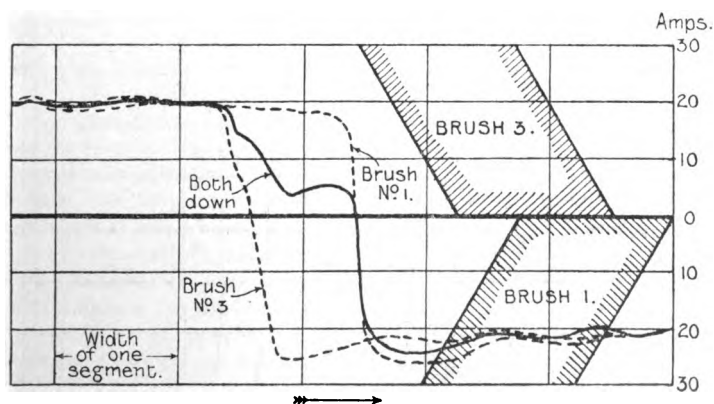 Amps.
30
20
10
0
10
20
30
BRUSH 3.
Both
down
Brush
No 1.
Brush
No 3
BRUSH 1.
Width
of one
segment.